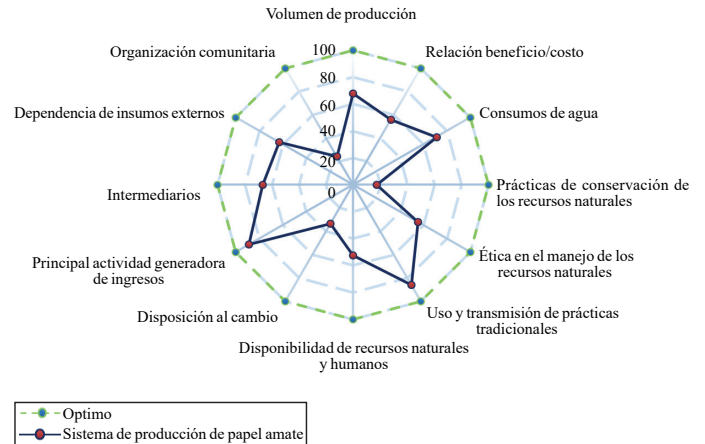 Volumen de producción
Organización comunitaria
100
Relación beneficio/costo
80
Dependencia de insumos externos
60
Consumos de agua
40
20
Intermediarios
0
Prácticas de conservación de
los recursos naturales
Principal actividad generadora
de ingresos
Ética en el manejo de los
recursos naturales
Disposición al cambio
Uso y transmisión de prácticas
tradicionales
Disponibilidad de recursos naturales
y humanos
Optimo
Sistema de producción de papel amate